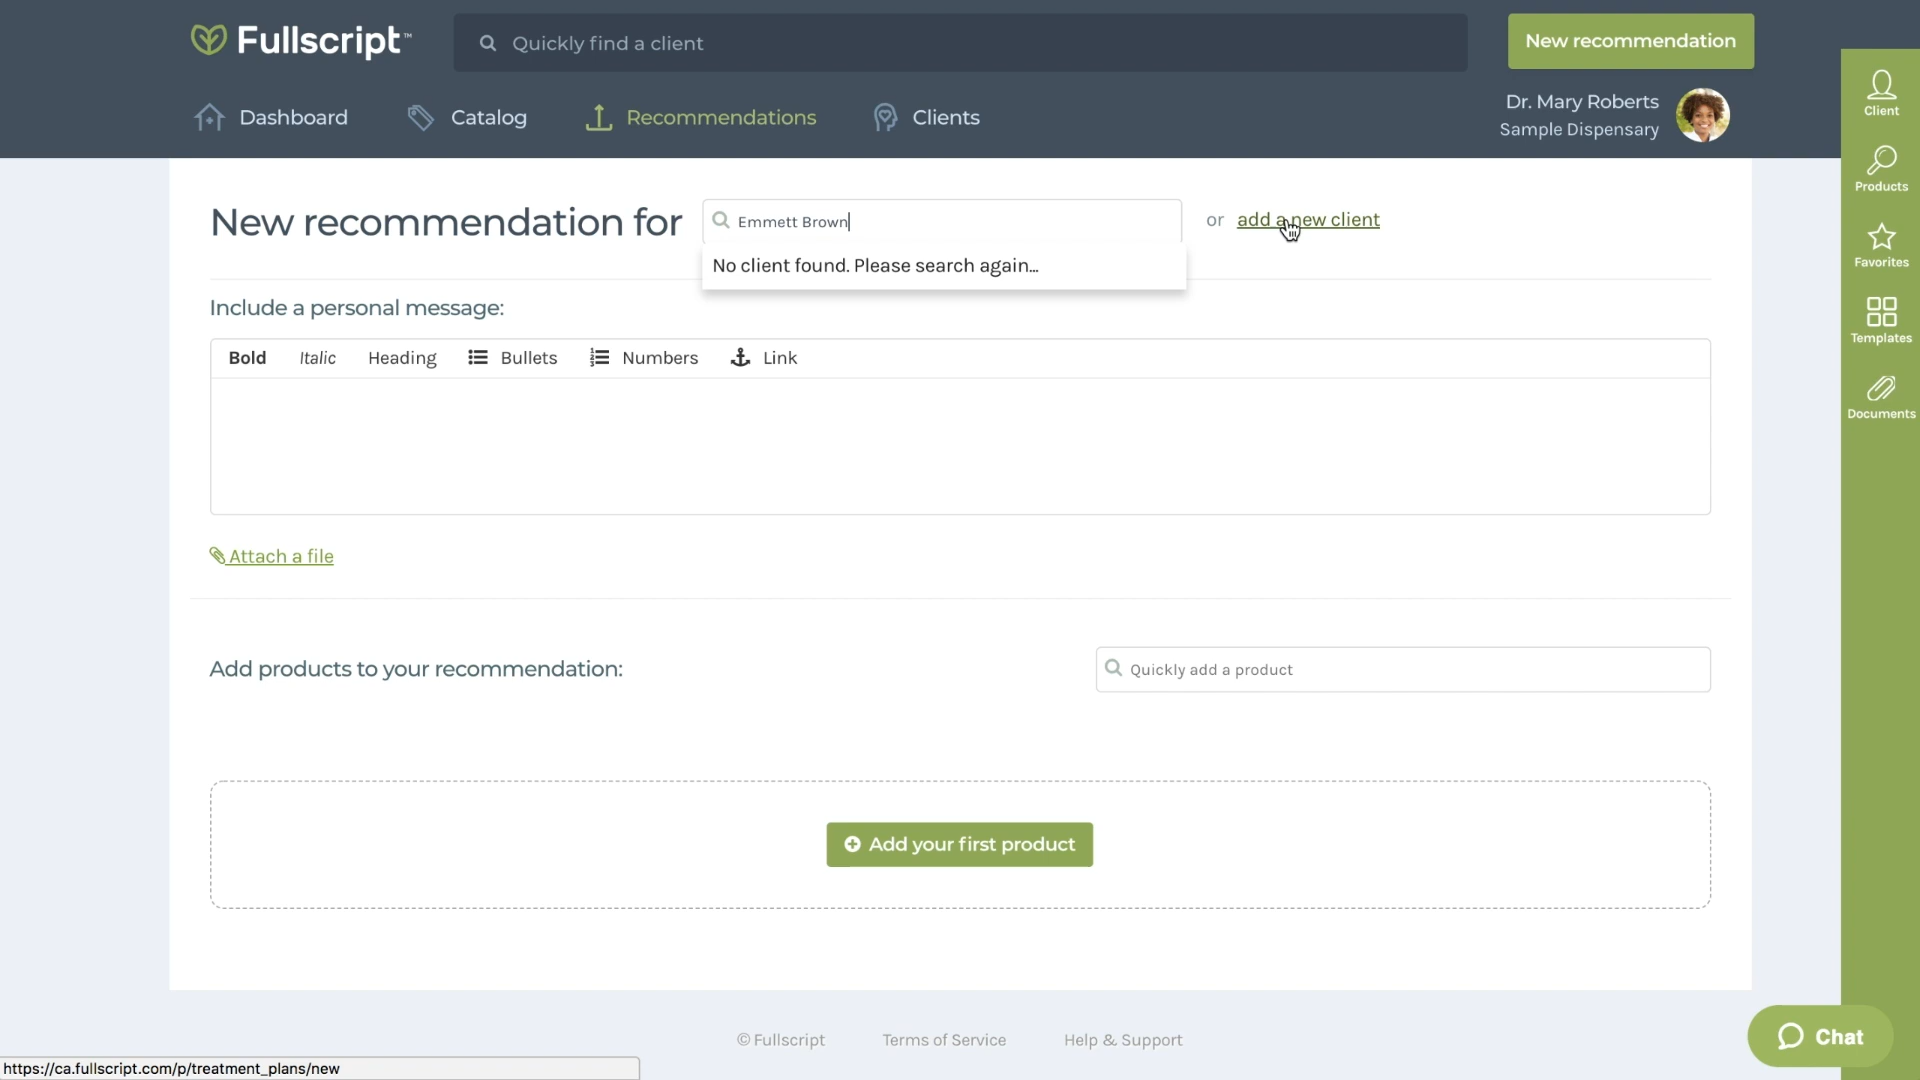 Fullscript™
Quickly find a client
New recommendation
Dashboard
Catalog
Recommendations
Clients
Dr. Mary Roberts
Sample Dispensary
Client
Products
Favorites
Templates
Documents
New recommendation for
Emmett Brown
or add a new client
No client found. Please search again...
Include a personal message:
Bold Italic Heading Bullets Numbers Link
Attach a file
Add products to your recommendation:
Quickly add a product
Add your first product
© Fullscript
Terms of Service
Help & Support
Chat
https://ca.fullscript.com/p/treatment_plans/new